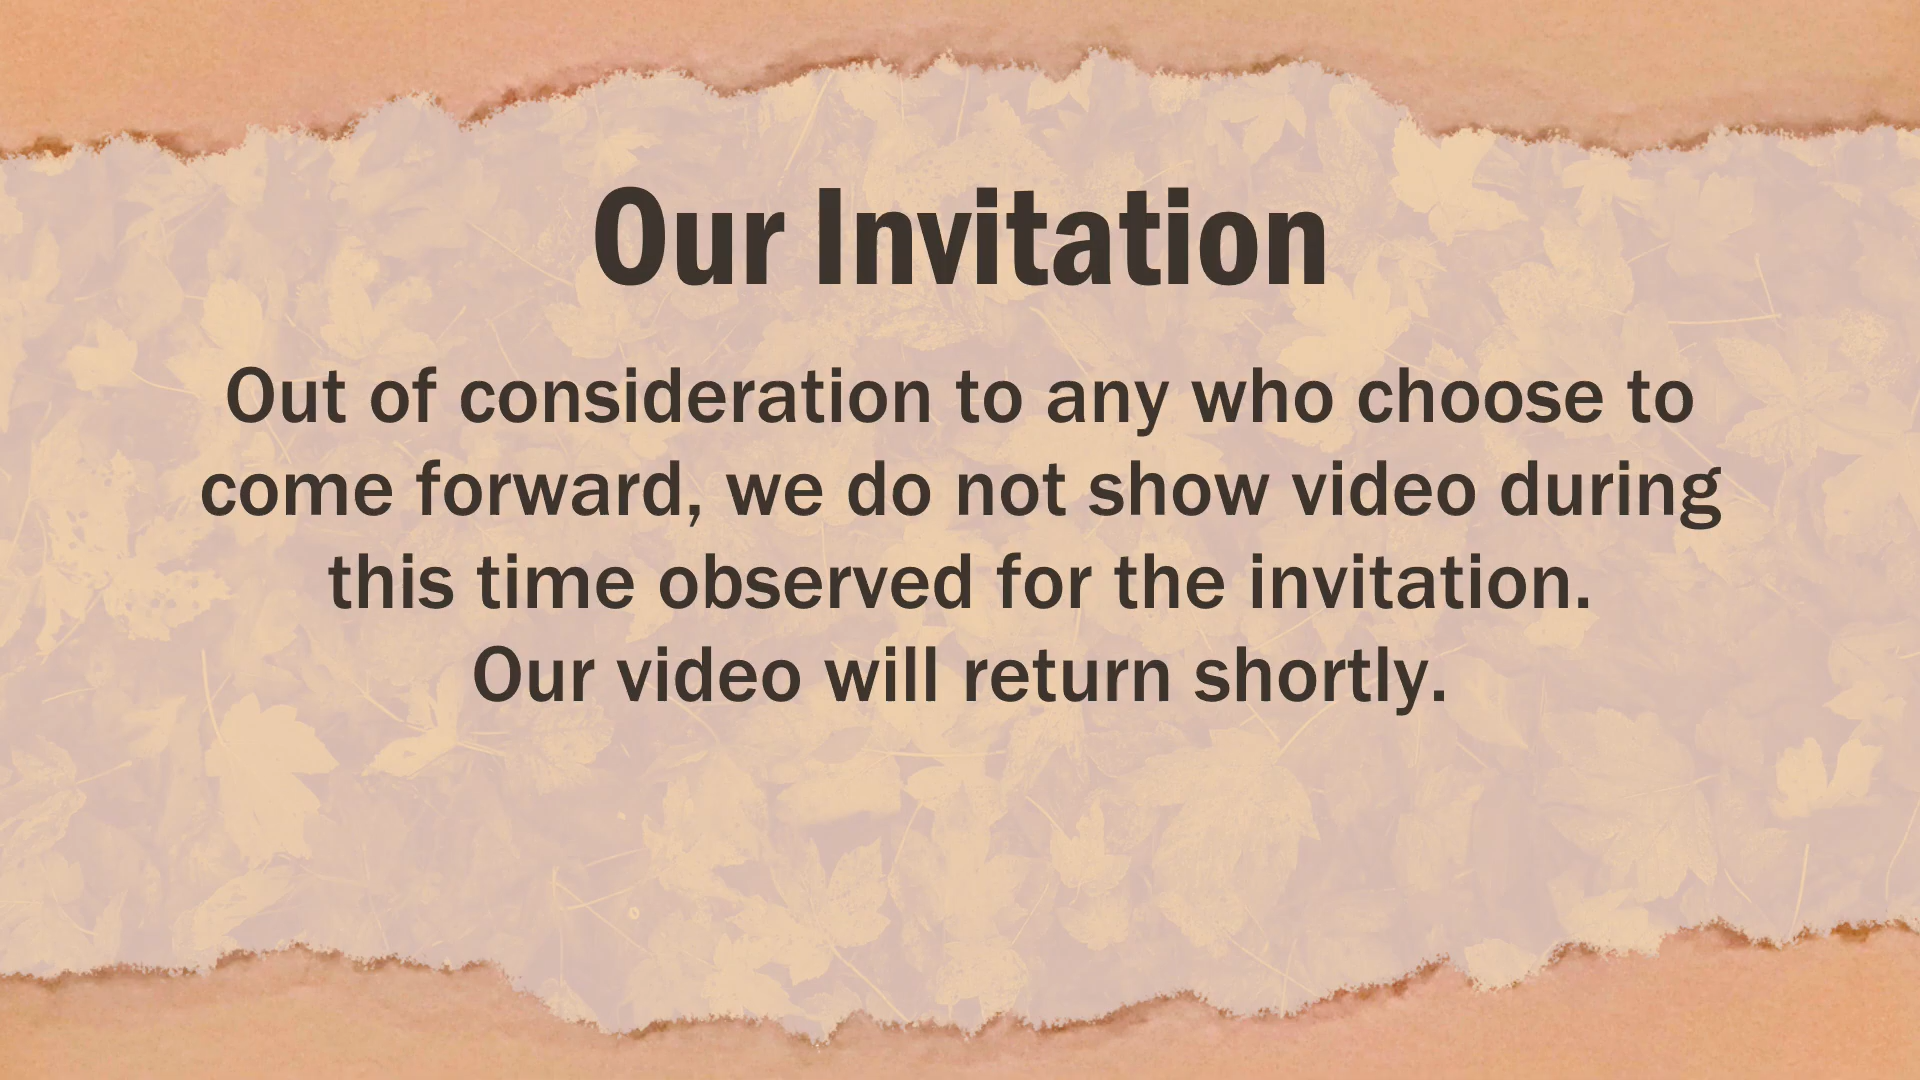 Our Invitation
Out of consideration to any who choose to
come forward, we do not show video during
this time observed for the invitation.
Our video will return shortly.